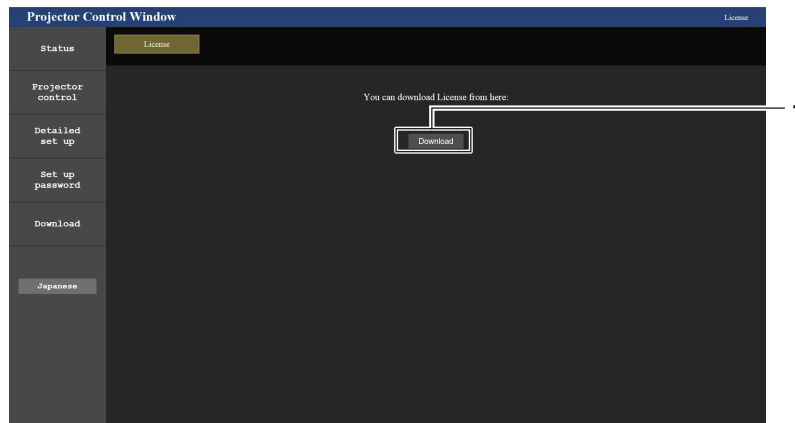 Projector Control Window
License
Status
License
Projector
control
You can download License from here:
Detailed
set up
Download
Set up
password
Download
Japanese